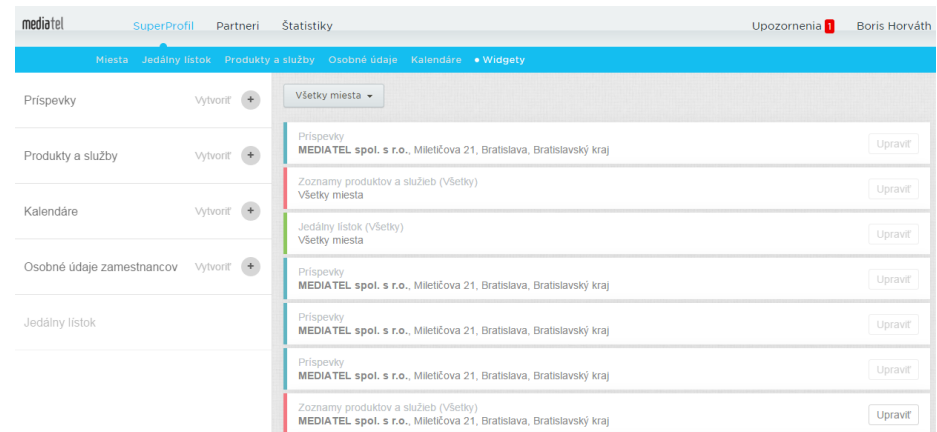 mediatel
SuperProfil Partneri Štatistiky Upozornenia 1 Boris Horváth
Miesta Jedálny lístok Produkty a služby Osobné údaje Kalendáre Widgety
Príspevky Vytvoriť +
Produkty a služby Vytvoriť +
Kalendáre Vytvoriť +
Osobné údaje zamestnancov Vytvoriť +
Jedálny lístok
Všetky miesta
Príspevky
MEDIATEL spol. s r.o., Miletičova 21, Bratislava, Bratislavský kraj Upraviť
Zoznamy produktov a služieb (Všetky)
Všetky miesta Upraviť
Jedálny lístok (Všetky)
Všetky miesta Upraviť
Príspevky
MEDIATEL spol. s r.o., Miletičova 21, Bratislava, Bratislavský kraj Upraviť
Príspevky
MEDIATEL spol. s r.o., Miletičova 21, Bratislava, Bratislavský kraj Upraviť
Príspevky
MEDIATEL spol. s r.o., Miletičova 21, Bratislava, Bratislavský kraj Upraviť
Zoznamy produktov a služieb (Všetky)
MEDIATEL spol. s r.o., Miletičova 21, Bratislava, Bratislavský kraj Upraviť